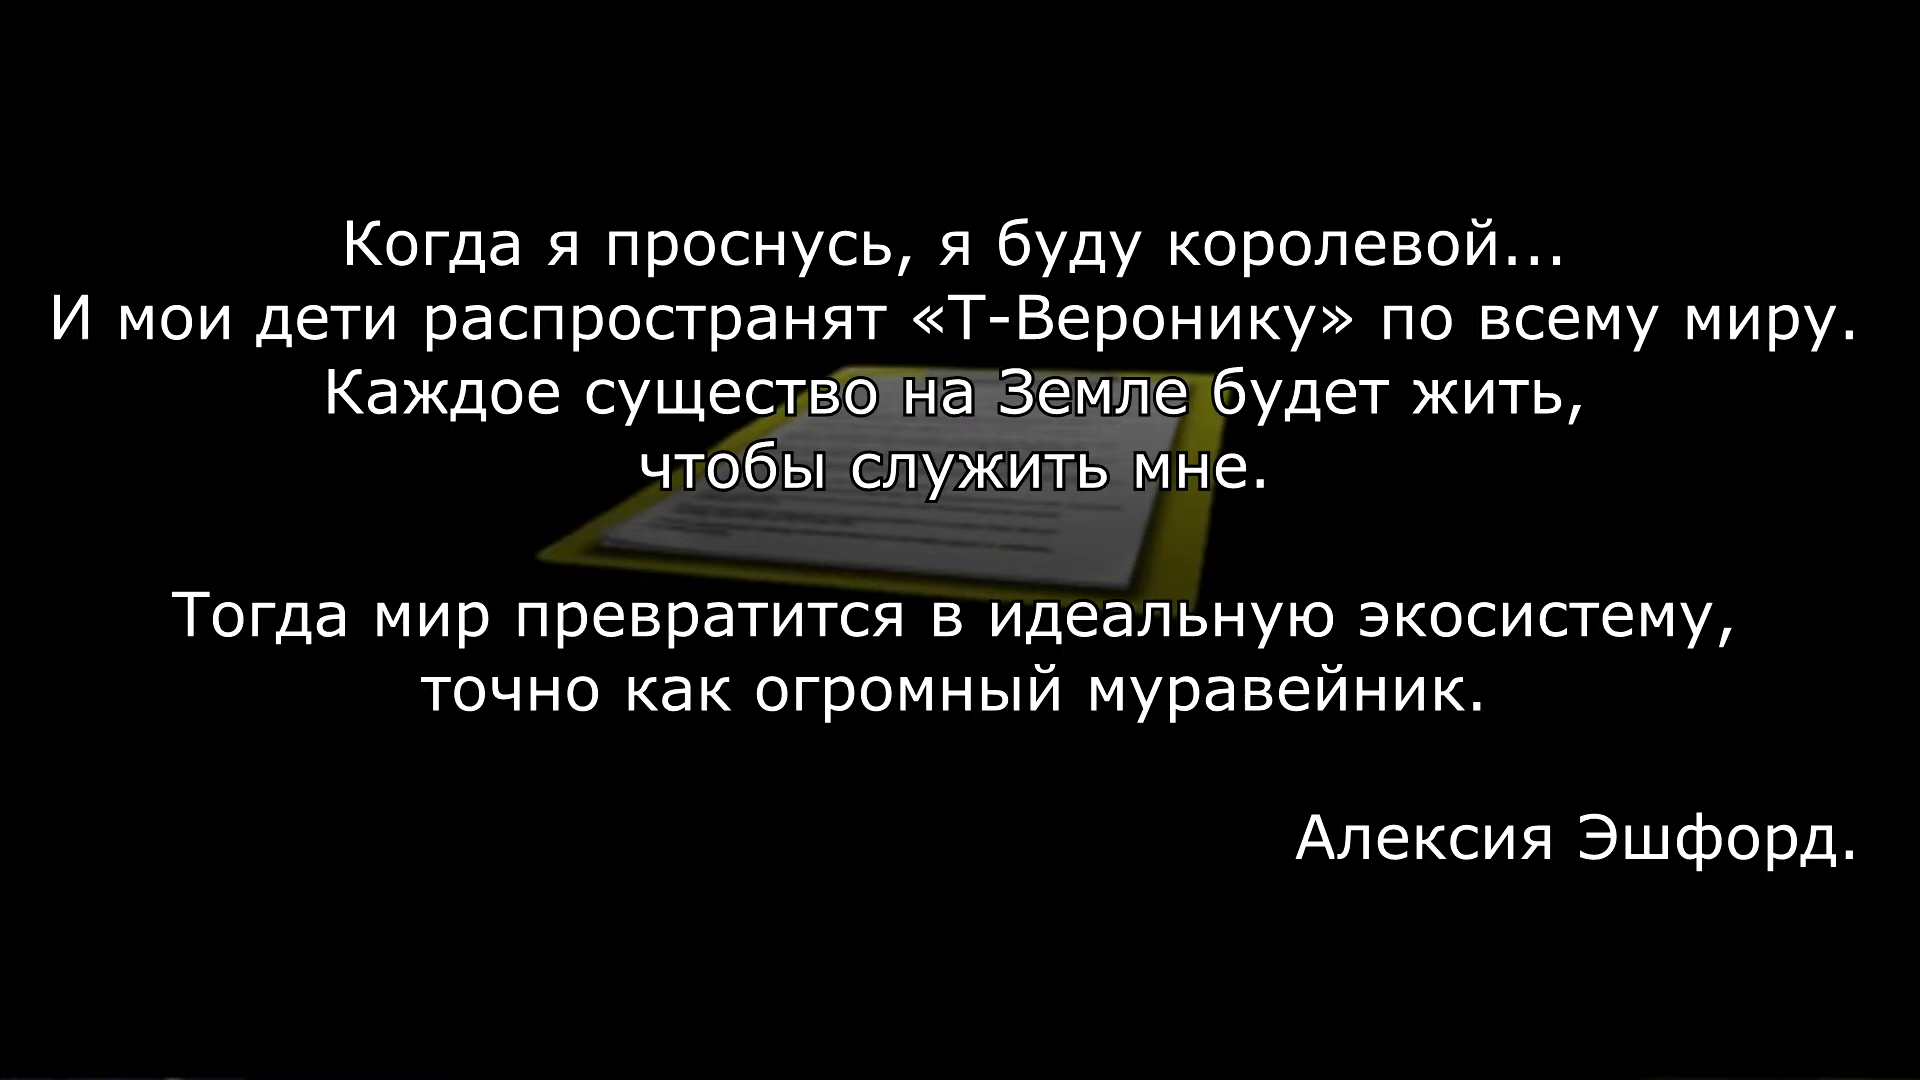 Когда я проснусь, я буду королевой...
И мои дети распространят «Т-Веронику» по всему миру.
Каждое существо на Земле будет жить,
чтобы служить мне.
Тогда мир превратится в идеальную экосистему,
точно как огромный муравейник.
Алексия Эшфорд.